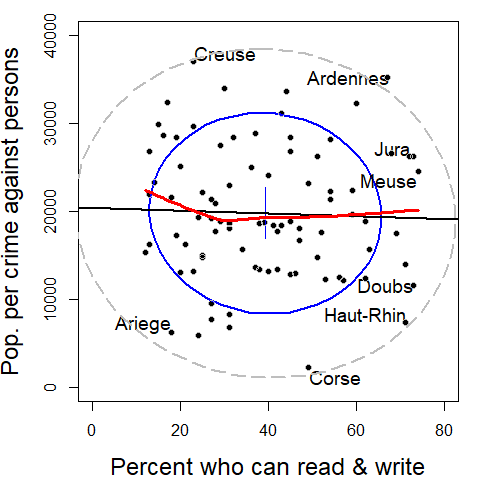 Pop. per crime against persons
40000
30000
20000
10000
0
Creuse
Ardennes
Jura
Meuse
Doubs
Haut-Rhin
Ariege
Corse
0 20 40 60 80
Percent who can read & write